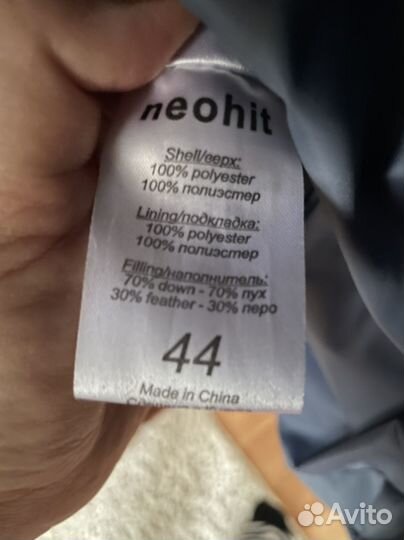 neohit
Shell/верх:
100% polyester
100% полиэстер
Lining/подкладка:
100% polyester
100% полиэстер
Filling/наполнитель:
70% down - 70% пух
30% feather - 30% перо
44
Made in China
Avito